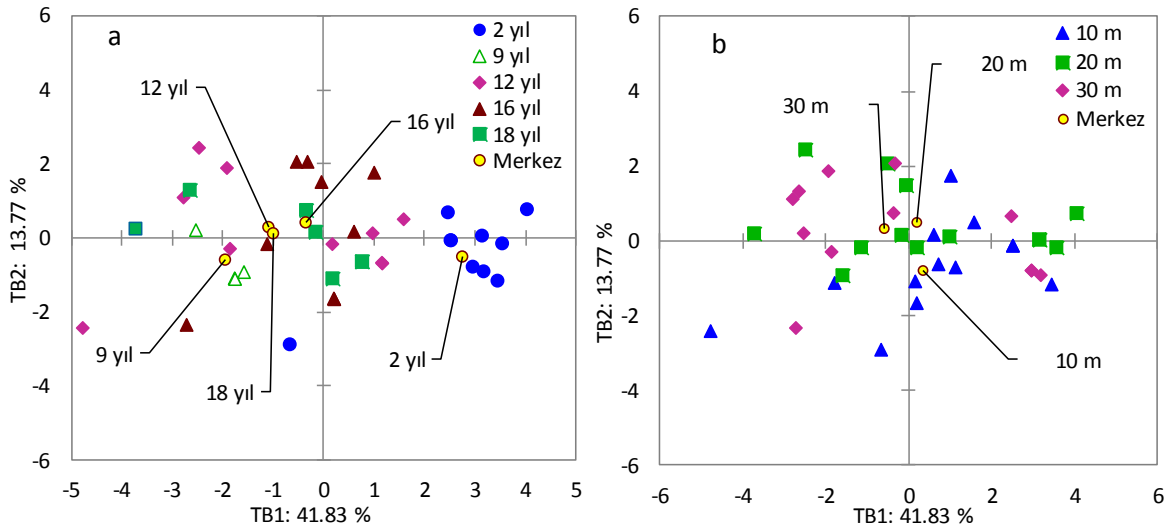 a
2 yıl
9 yıl
12 yıl
16 yıl
18 yıl
Merkez
12 yıl
16 yıl
9 yıl
18 yıl
2 yıl
6
4
2
0
-2
-4
-6
-5 -4 -3 -2 -1 0 1 2 3 4 5
TB2: 13.77 %
TB1: 41.83 %
b
10 m
20 m
30 m
Merkez
20 m
30 m
10 m
6
4
2
0
-2
-4
-6
-6 -4 -2 0 2 4 6
TB2: 13.77 %
TB1: 41.83 %